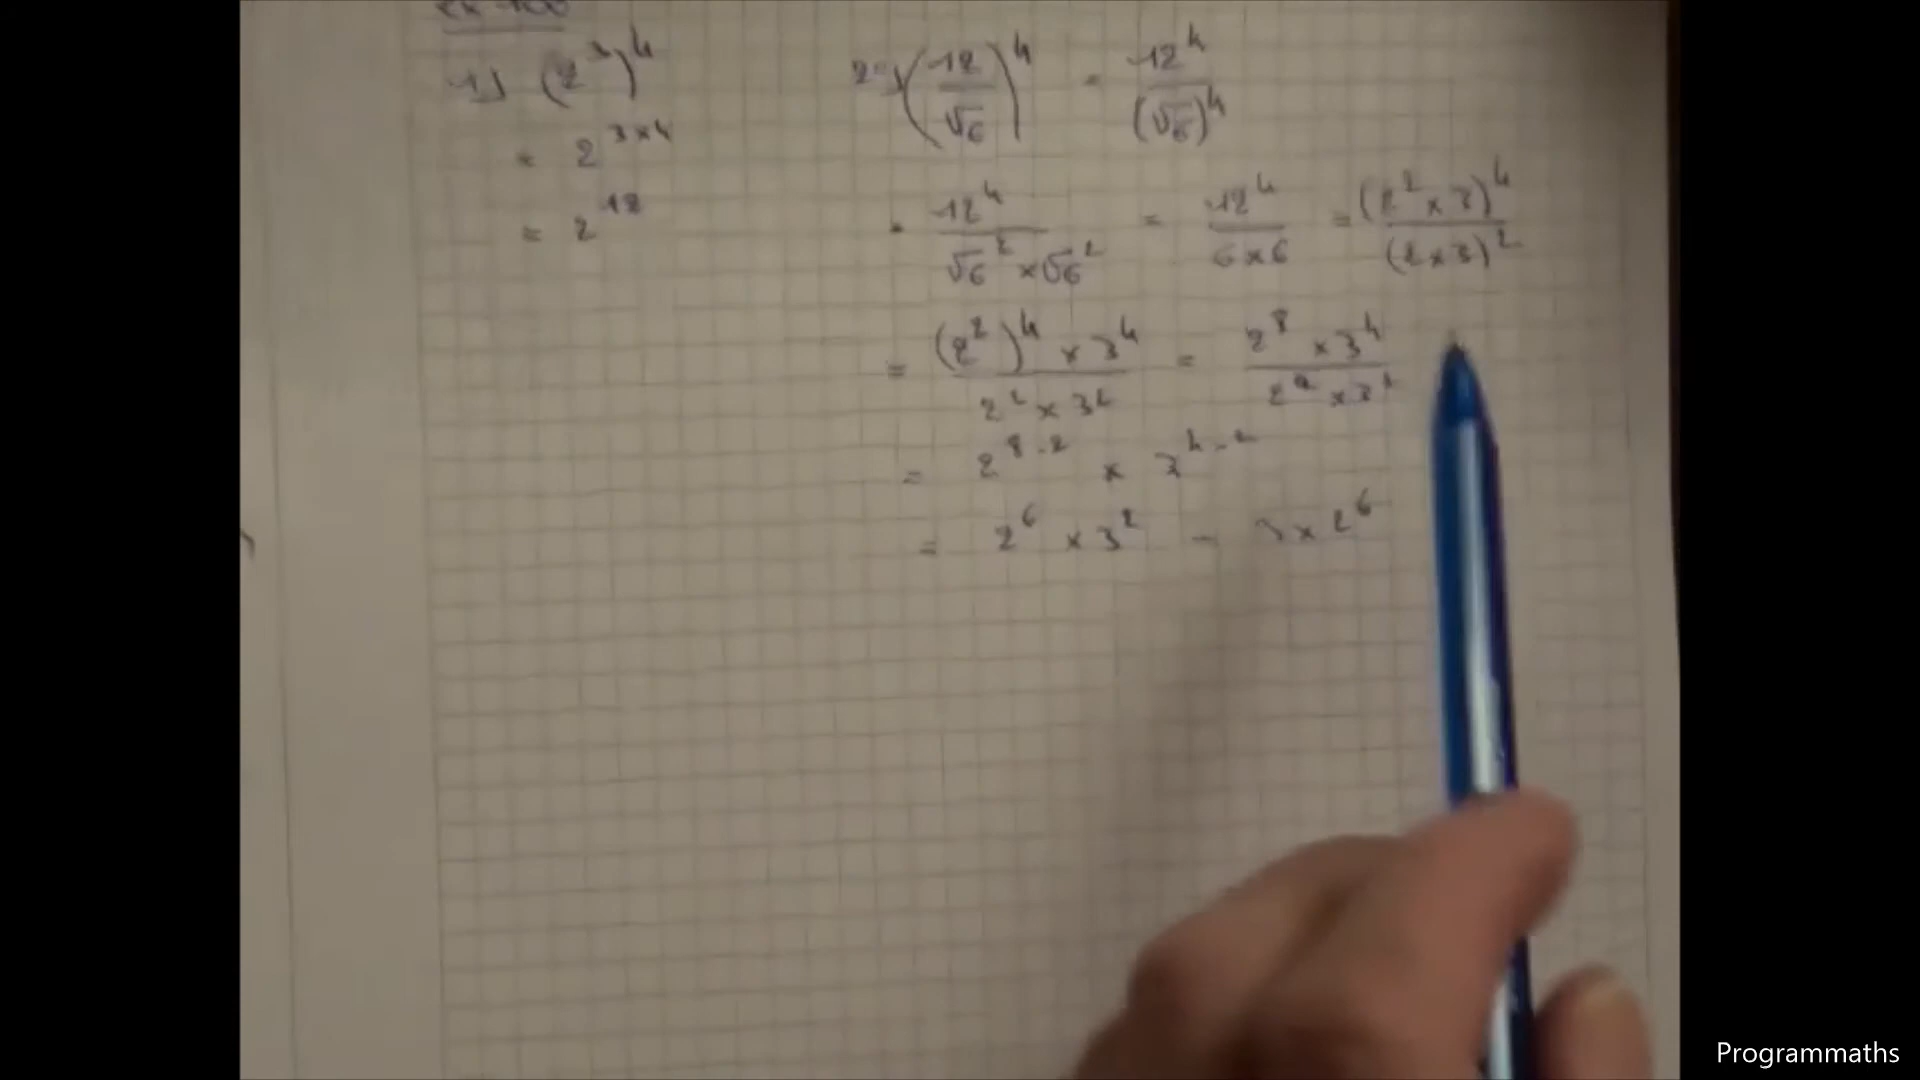 1) (2³)⁴
= 2^{3×4}
= 2^{12}
2) (12/√6)⁴ = 12⁴/(√6)⁴
= 12⁴/(√6² × √6²) = 12⁴/(6×6) = (2² × 3)⁴/(2×3)²
= ((2²)⁴ × 3⁴)/(2² × 3²) = (2⁸ × 3⁴)/(2² × 3²)
= 2^{8-2} × 3^{4-2}
= 2⁶ × 3²
Programmaths